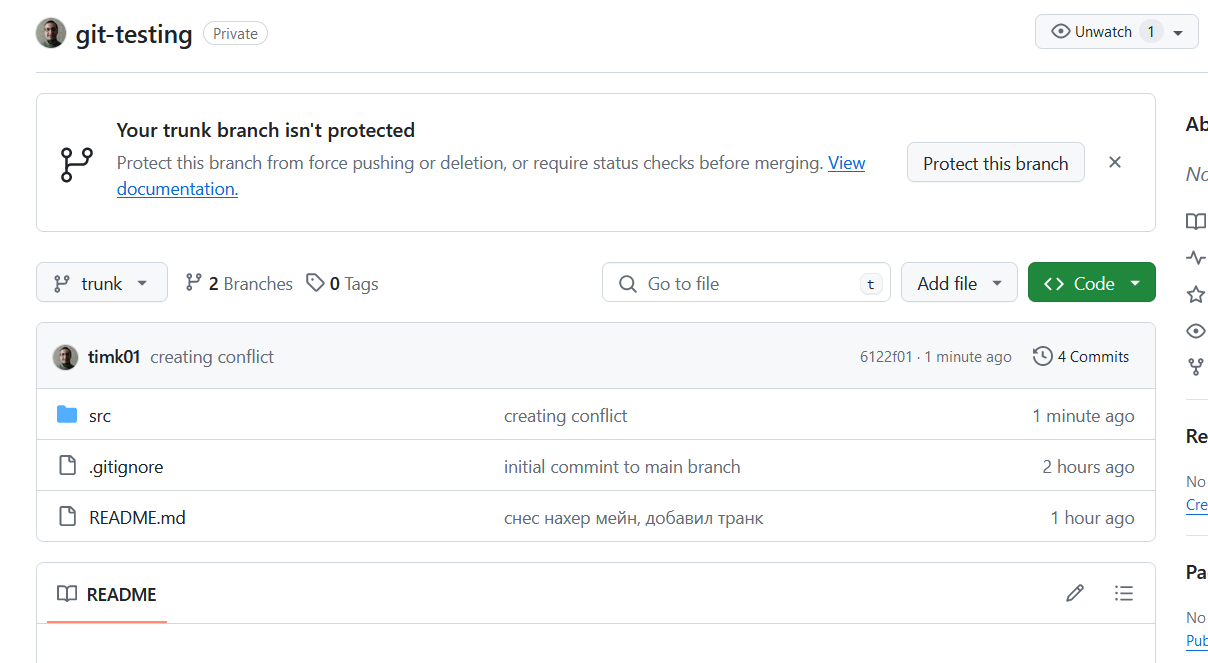 git-testing Private
Unwatch 1
Your trunk branch isn't protected
Protect this branch from force pushing or deletion, or require status checks before merging. View
documentation.
Protect this branch
trunk 2 Branches 0 Tags
Go to file t
Add file
Code
timk01 creating conflict 6122f01 · 1 minute ago 4 Commits
src creating conflict 1 minute ago
.gitignore initial commint to main branch 2 hours ago
README.md снес нахер мейн, добавил транк 1 hour ago
README
Ab
No
Re
No
Cre
Pa
No
Pub